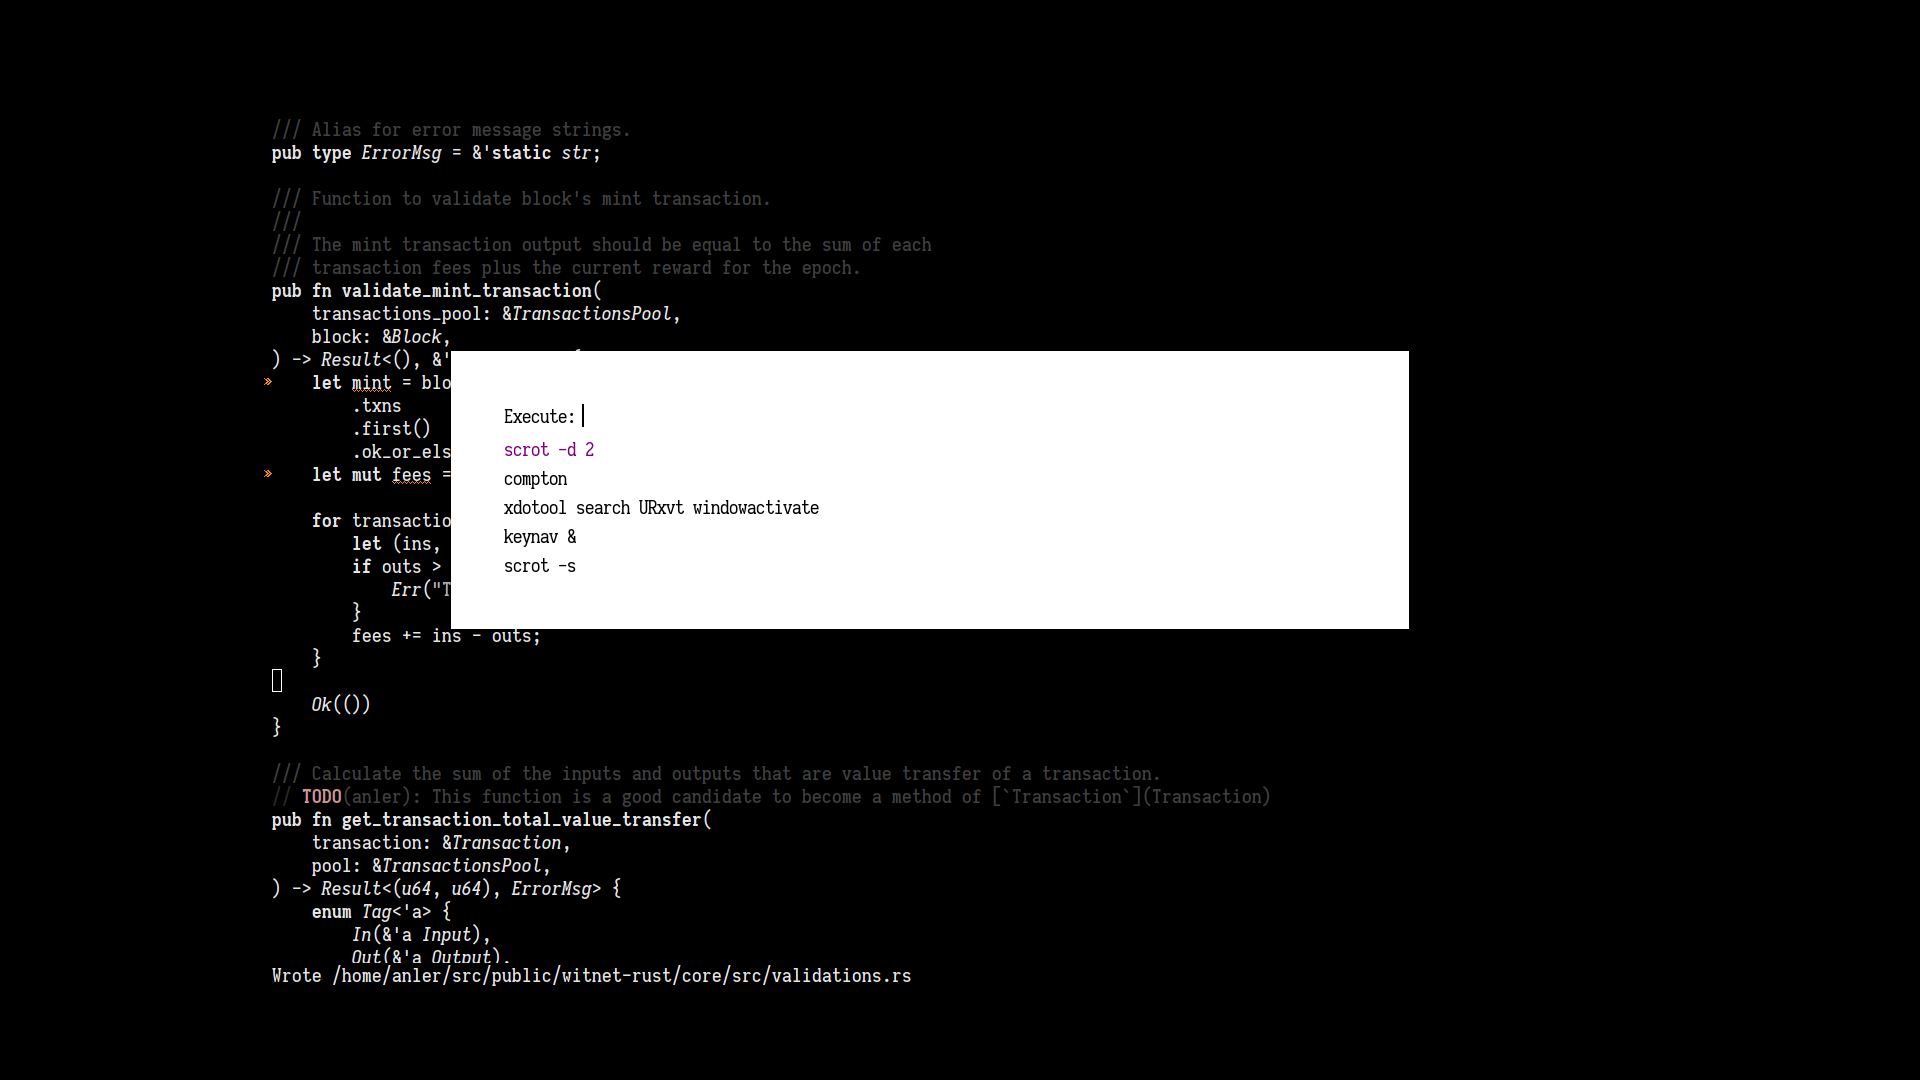 /// Alias for error message strings.
pub type ErrorMsg = &'static str;
/// Function to validate block's mint transaction.
///
/// The mint transaction output should be equal to the sum of each
/// transaction fees plus the current reward for the epoch.
pub fn validate_mint_transaction(
    transactions_pool: &TransactionsPool,
    block: &Block,
) -> Result<(), &'
»    let mint = blo
        .txns
        .first()
        .ok_or_els
»    let mut fees =
    for transactio
        let (ins,
        if outs >
            Err("T
        }
        fees += ins - outs;
    }
    Ok(())
}
Execute:
scrot -d 2
compton
xdotool search URxvt windowactivate
keynav &
scrot -s
/// Calculate the sum of the inputs and outputs that are value transfer of a transaction.
// TODO(anler): This function is a good candidate to become a method of [`Transaction`](Transaction)
pub fn get_transaction_total_value_transfer(
    transaction: &Transaction,
    pool: &TransactionsPool,
) -> Result<(u64, u64), ErrorMsg> {
    enum Tag<'a> {
        In(&'a Input),
        Out(&'a Output),
Wrote /home/anler/src/public/witnet-rust/core/src/validations.rs